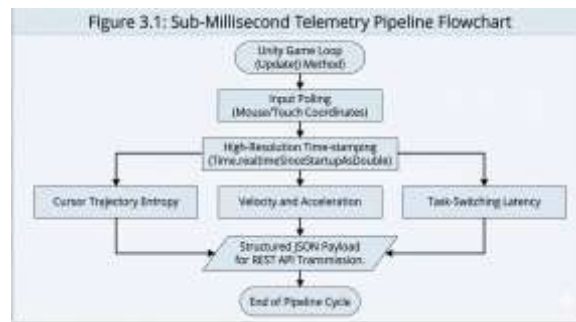 Figure 3.1: Sub-Millisecond Telemetry Pipeline Flowchart
Unity Game Loop
(Update() Method)
Input Polling
(Mouse/Touch Coordinates)
High-Resolution Time-stamping
(Time.realtimeSinceStartupAsDouble)
Cursor Trajectory Entropy
Velocity and Acceleration
Task-Switching Latency
Structured JSON Payload
for REST API Transmission.
End of Pipeline Cycle